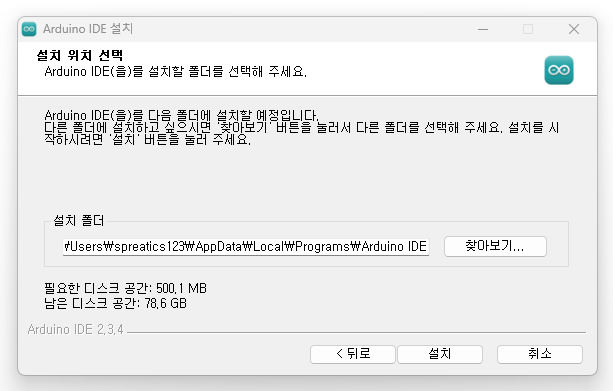 Arduino IDE 설치
설치 위치 선택
Arduino IDE(을)를 설치할 폴더를 선택해 주세요.
Arduino IDE(을)를 다음 폴더에 설치할 예정입니다.
다른 폴더에 설치하고 싶으시면 '찾아보기' 버튼을 눌러서 다른 폴더를 선택해 주세요. 설치를 시
작하시려면 '설치' 버튼을 눌러 주세요.
설치 폴더
₩Users₩spreatics123₩AppData₩Local₩Programs₩Arduino IDE
찾아보기...
필요한 디스크 공간: 500.1 MB
남은 디스크 공간: 78.6 GB
Arduino IDE 2.3.4
< 뒤로
설치
취소